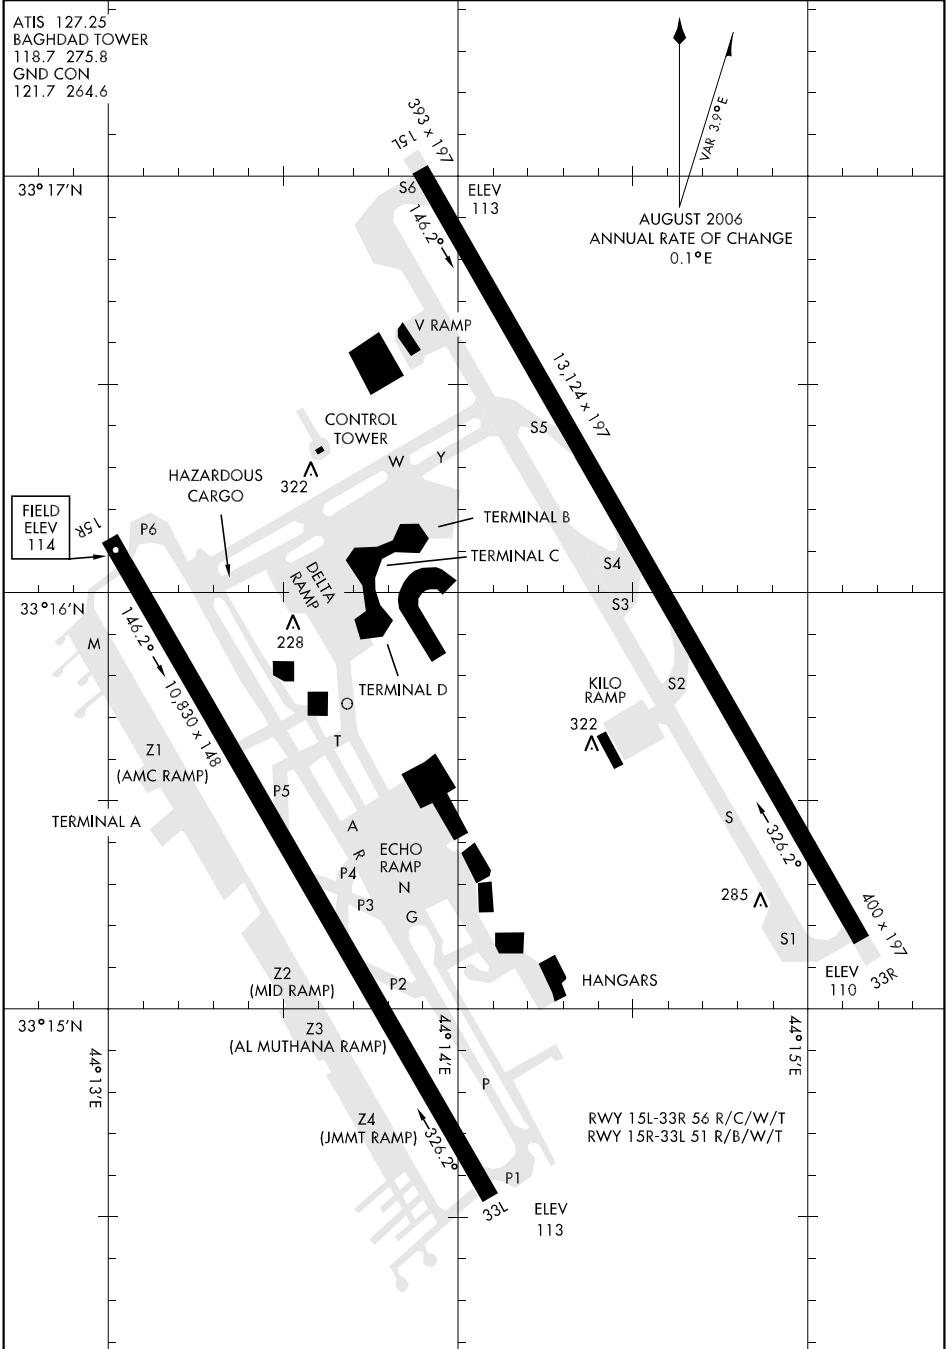 ATIS 127.25
BAGHDAD TOWER
118.7 275.8
GND CON
121.7 264.6
393 x 197
15L
VAR 3.9°E
33°17'N
S6
ELEV
113
146.2°
AUGUST 2006
ANNUAL RATE OF CHANGE
0.1°E
V RAMP
13,124 x 197
CONTROL
TOWER
S5
W
Y
322
HAZARDOUS
CARGO
FIELD
ELEV
114
15R
P6
TERMINAL B
TERMINAL C
DELTA
RAMP
S4
33°16'N
S3
146.2°
M
228
TERMINAL D
KILO
RAMP
S2
10,830 x 148
O
322
T
Z1
(AMC RAMP)
P5
TERMINAL A
A
S
326.2°
R
ECHO
RAMP
P4
N
285
P3
G
400 x 197
S1
Z2
(MID RAMP)
P2
HANGARS
ELEV
110
33R
33°15'N
Z3
(AL MUTHANA RAMP)
44°13'E
44°14'E
44°15'E
P
Z4
(JMMT RAMP)
326.2°
RWY 15L-33R 56 R/C/W/T
RWY 15R-33L 51 R/B/W/T
P1
33L
ELEV
113